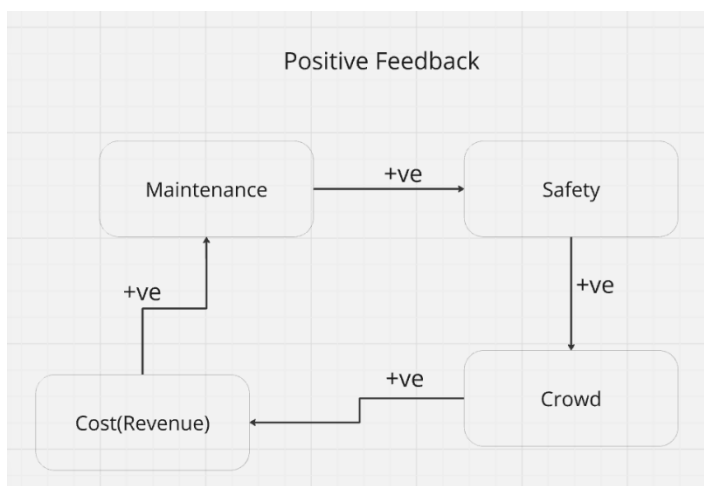 Positive Feedback
Maintenance
+ve
Safety
+ve
+ve
+ve
Crowd
Cost(Revenue)